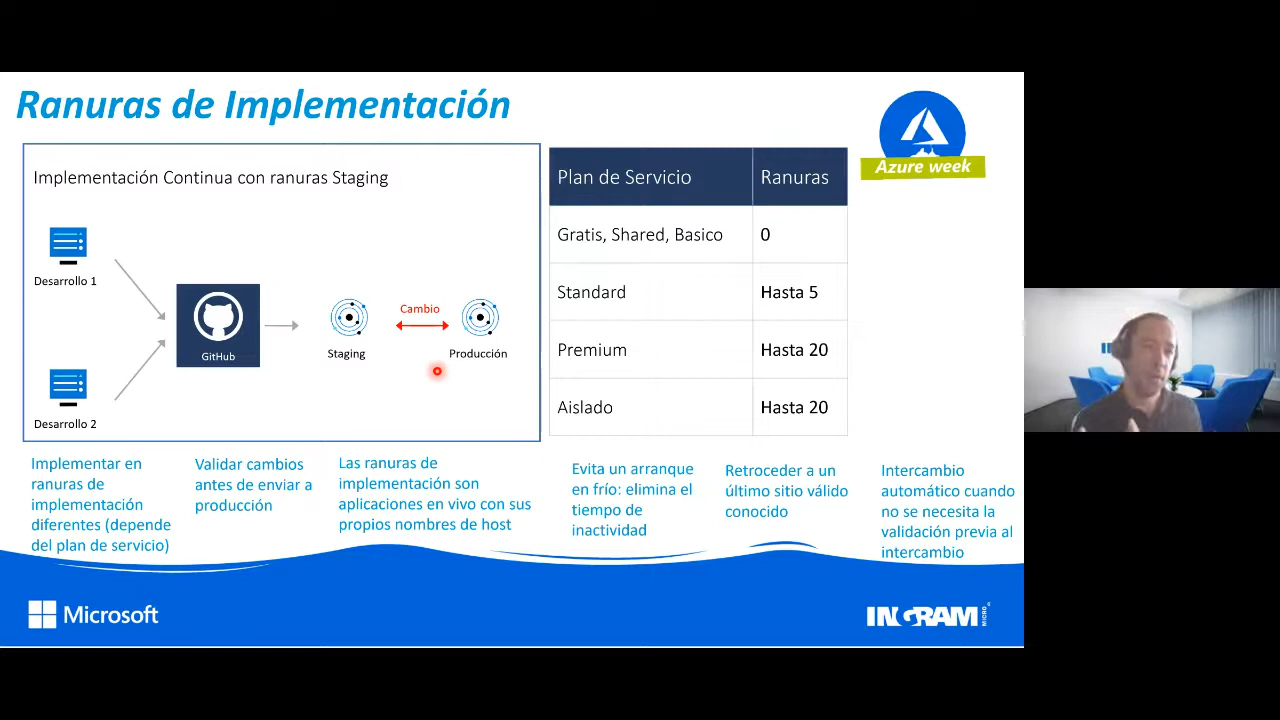 Ranuras de Implementación
Azure week
Implementación Continua con ranuras Staging
Desarrollo 1
GitHub
Cambio
Staging
Producción
Desarrollo 2
Plan de Servicio Ranuras
Gratis, Shared, Basico 0
Standard Hasta 5
Premium Hasta 20
Aislado Hasta 20
Implementar en
ranuras de
implementación
diferentes (depende
del plan de servicio)
Validar cambios
antes de enviar a
producción
Las ranuras de
implementación son
aplicaciones en vivo con sus
propios nombres de host
Evita un arranque
en frío: elimina el
tiempo de
inactividad
Retroceder a un
último sitio válido
conocido
Intercambio
automático cuando
no se necesita la
validación previa al
intercambio
Microsoft
INGRAM
MICRO